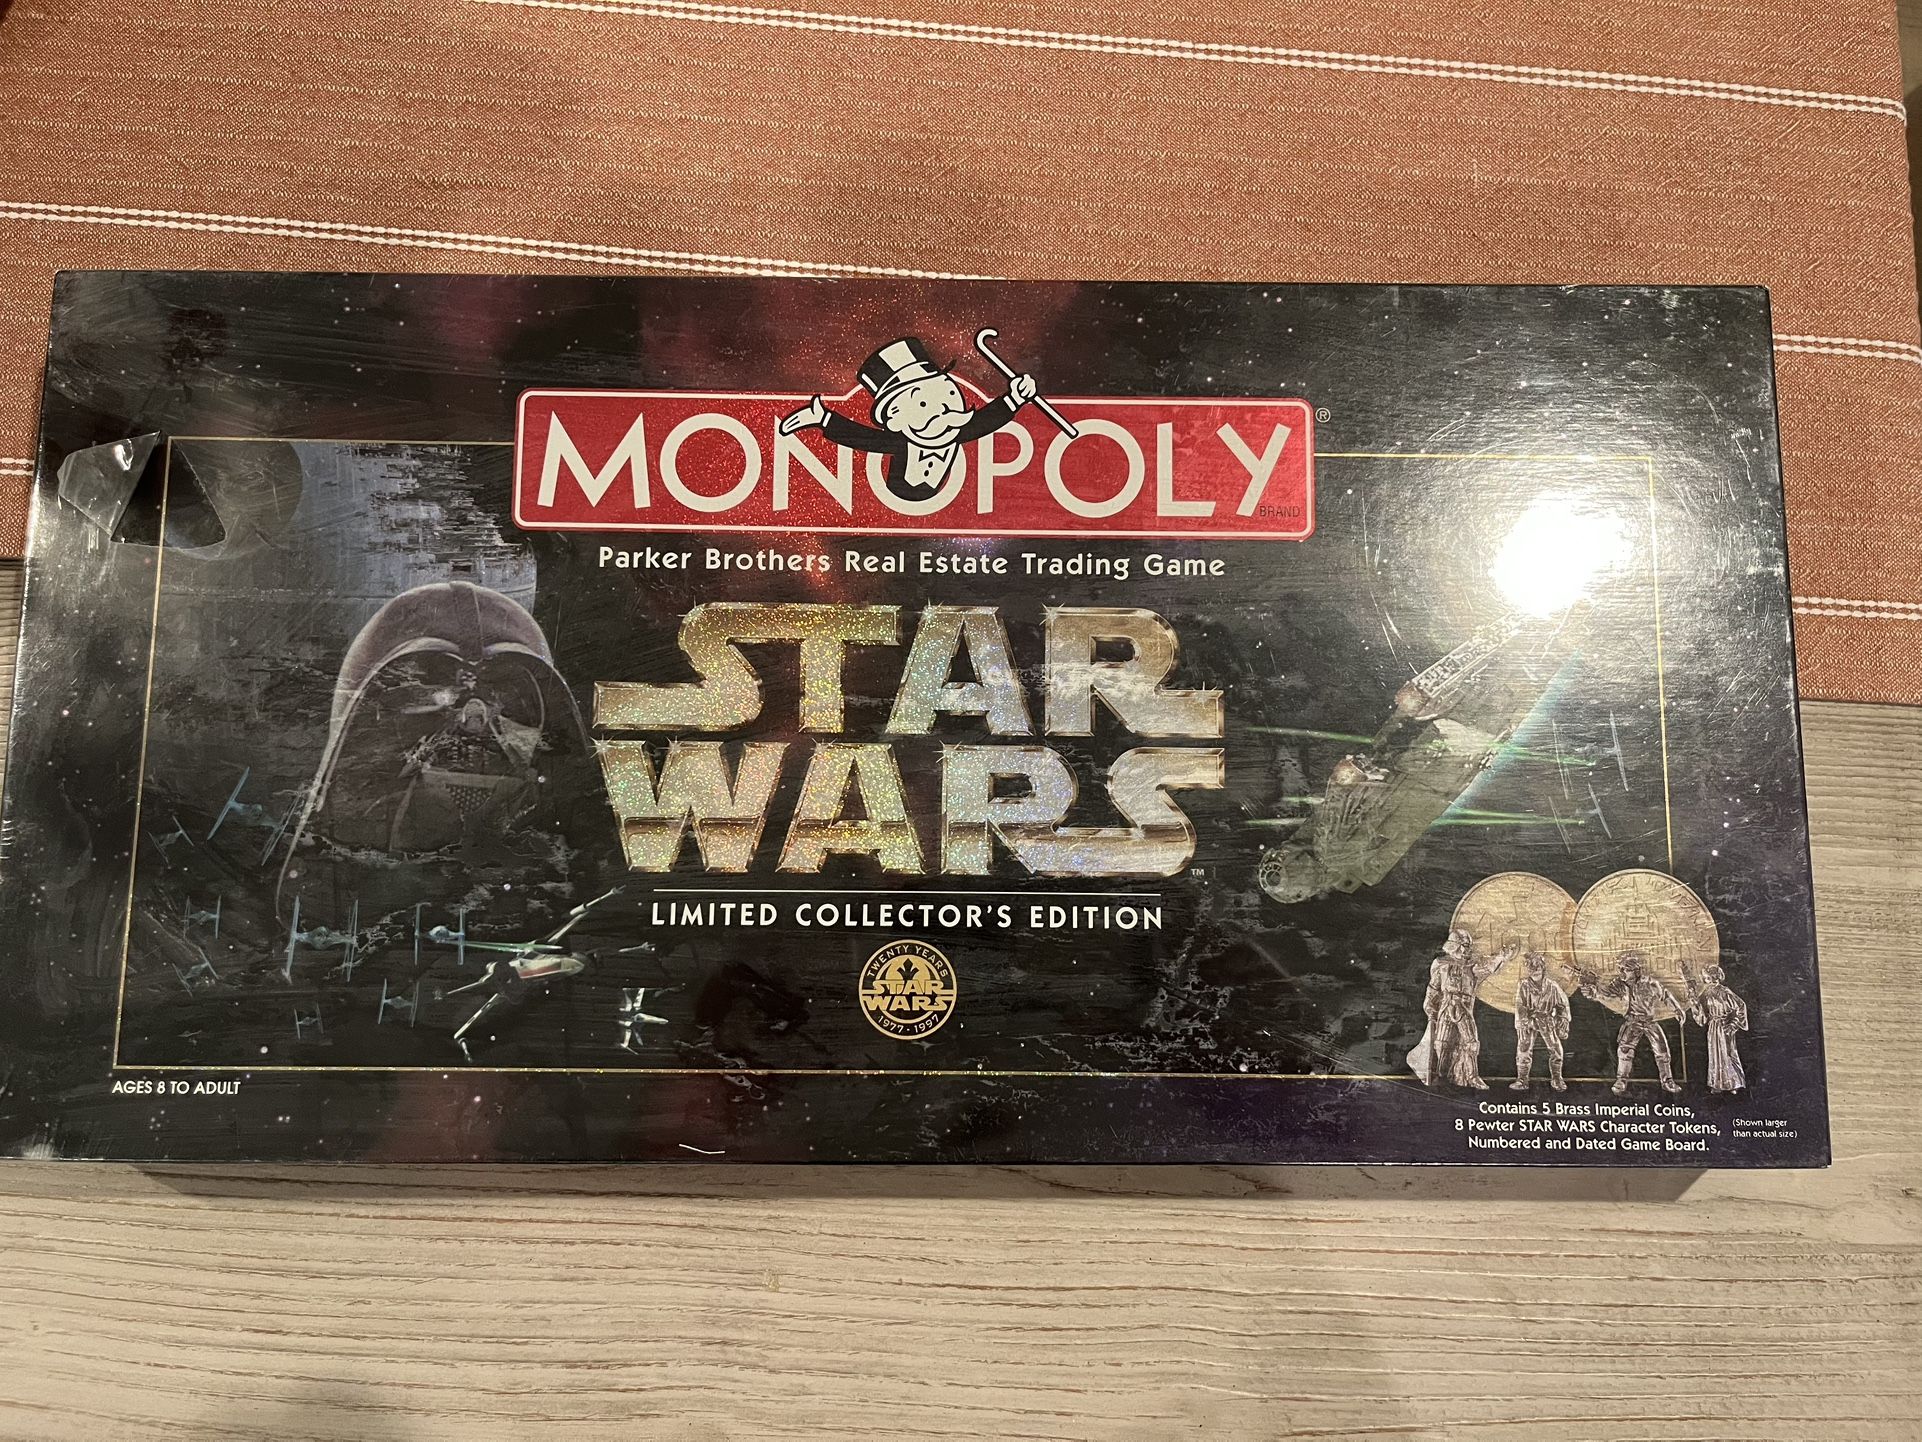 MONOPOLY
®
BRAND
Parker Brothers Real Estate Trading Game
STAR
WARS
™
LIMITED COLLECTOR'S EDITION
TWENTY YEARS
STAR
WARS
1977-1997
AGES 8 TO ADULT
Contains 5 Brass Imperial Coins,
8 Pewter STAR WARS Character Tokens,
Numbered and Dated Game Board.
(Shown larger
than actual size)